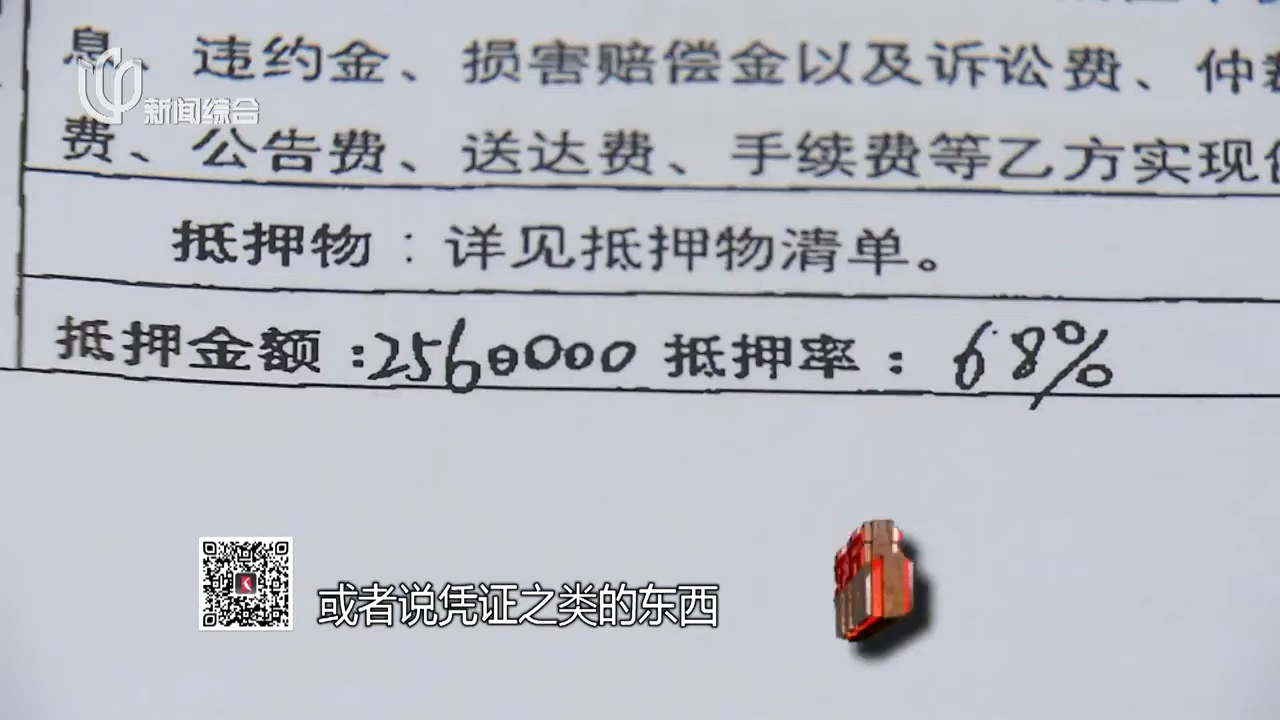 息、违约金、损害赔偿金以及诉讼费、仲裁
新闻综合
费、公告费、送达费、手续费等乙方实现
抵押物：详见抵押物清单。
抵押金额：2560000 抵押率：68%
或者说凭证之类的东西